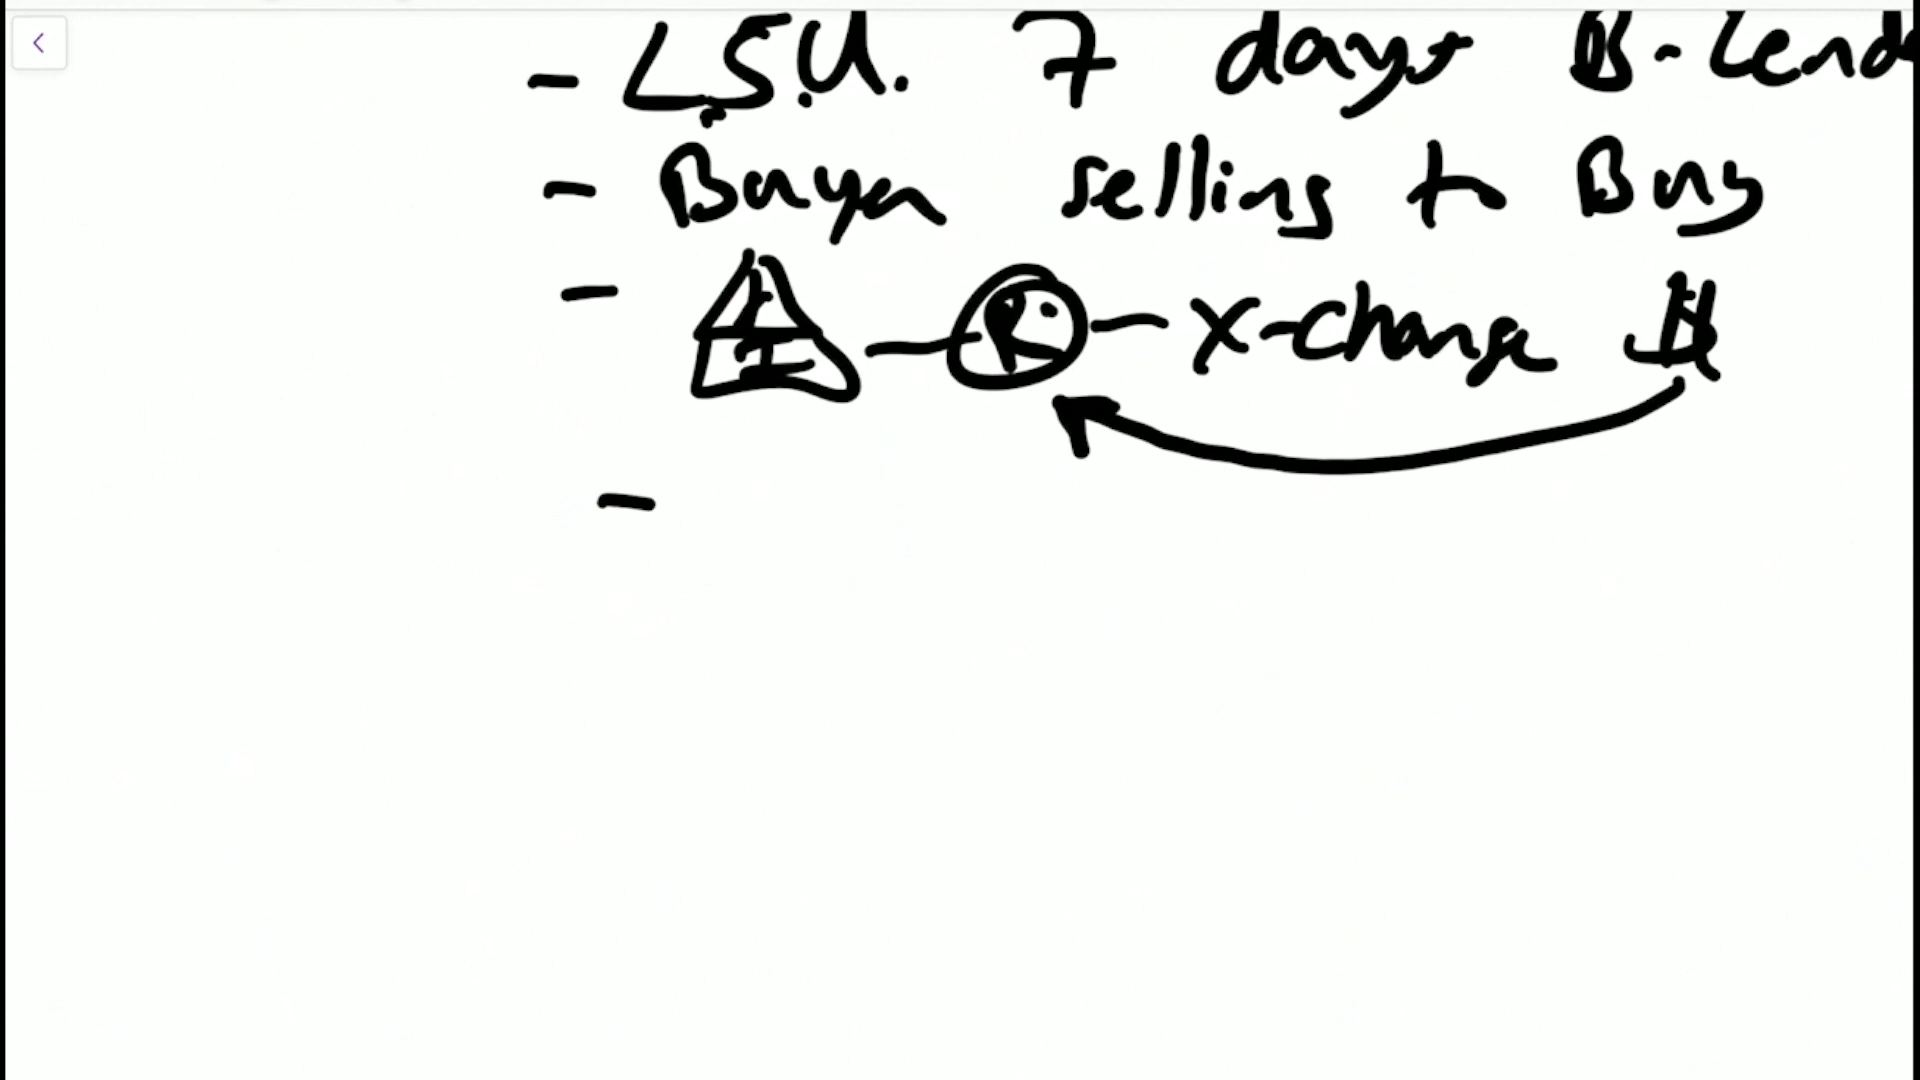 - L.S.U. 7 days B-Lend
- Buyer selling to Buy
- R - X-change $
-